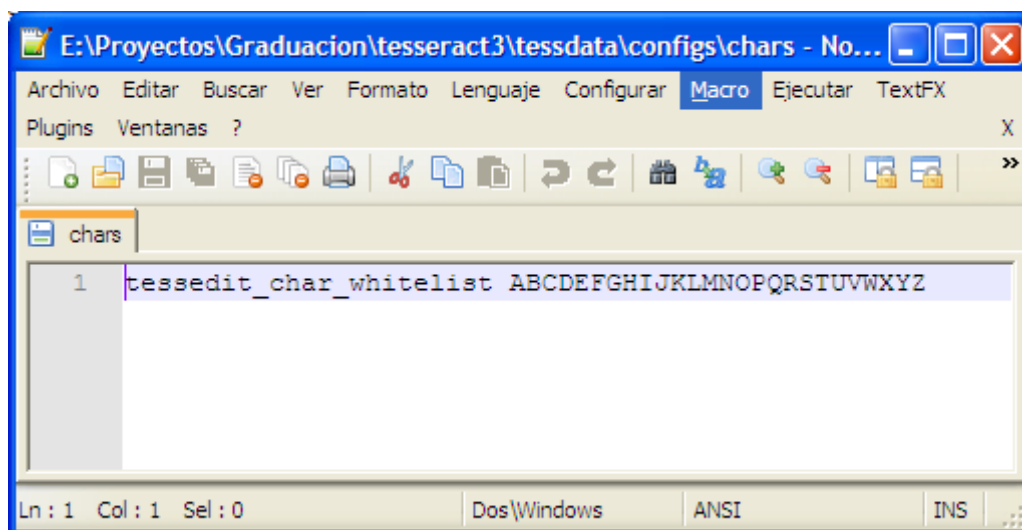 E:\Proyectos\Graduacion\tesseract3\tessdata\configs\chars - No...
Archivo Editar Buscar Ver Formato Lenguaje Configurar Macro Ejecutar TextFX
Plugins Ventanas ? X
chars
1 tessedit_char_whitelist ABCDEFGHIJKLMNOPQRSTUVWXYZ
Ln : 1 Col : 1 Sel : 0 Dos\Windows ANSI INS